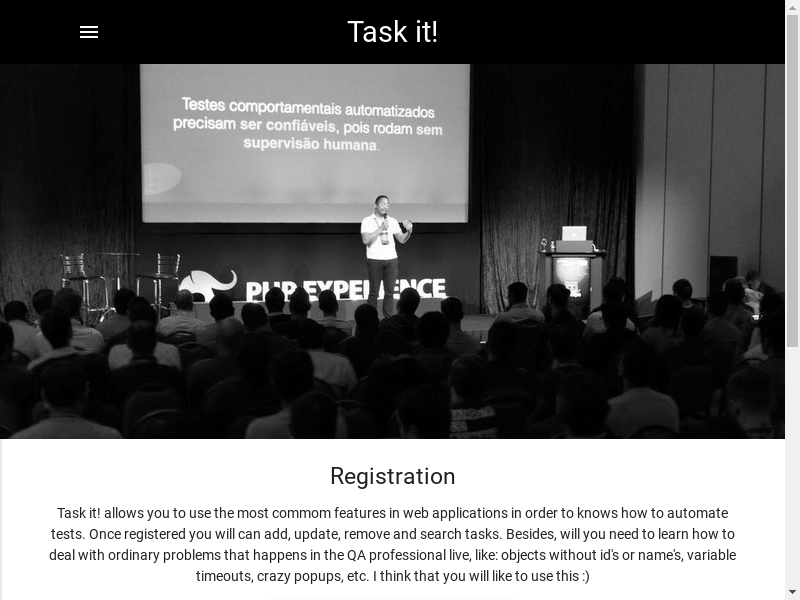 Task it!
Testes comportamentais automatizados
precisam ser confiáveis, pois rodam sem
supervisão humana.
PHP EXPERIENCE
Registration
Task it! allows you to use the most commom features in web applications in order to knows how to automate
tests. Once registered you will can add, update, remove and search tasks. Besides, will you need to learn how to
deal with ordinary problems that happens in the QA professional live, like: objects without id's or name's, variable
timeouts, crazy popups, etc. I think that you will like to use this :)